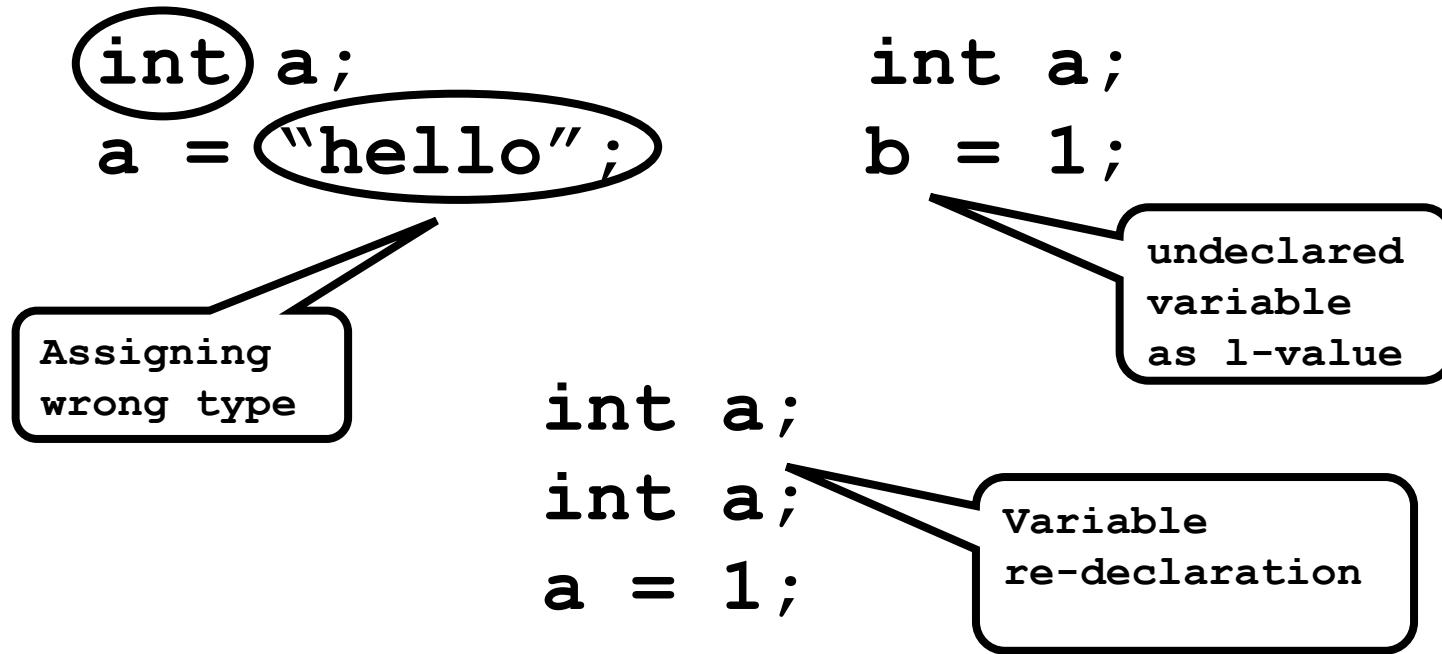 int a;
a = “hello”;
Assigning
wrong type
int a;
b = 1;
undeclared
variable
as l-value
int a;
int a;
a = 1;
Variable
re-declaration